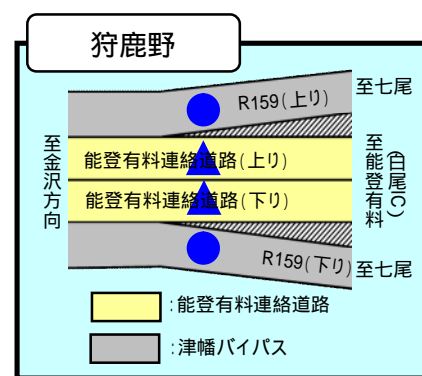 狩鹿野
至七尾
R159(上り)
至金沢方向
能登有料連絡道路(上り)
能登有料連絡道路(下り)
至能登有料
(白尾IC)
R159(下り)
至七尾
:能登有料連絡道路
:津幡バイパス